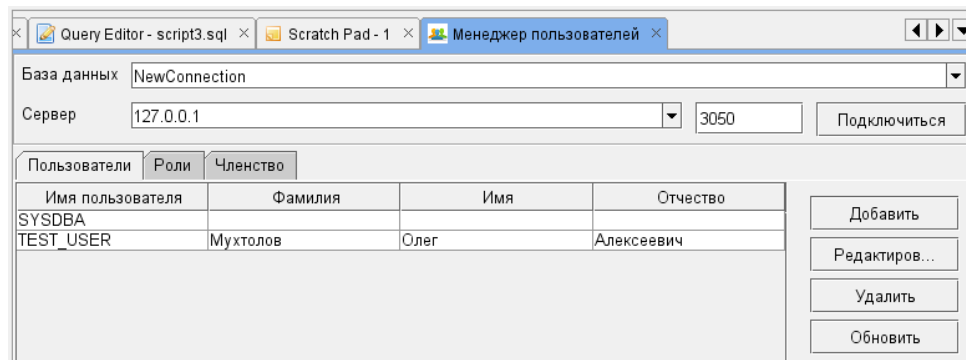 Query Editor - script3.sql Scratch Pad - 1 Менеджер пользователей
База данных NewConnection
Сервер 127.0.0.1 3050 Подключиться
Пользователи Роли Членство
Имя пользователя Фамилия Имя Отчество
SYSDBA
TEST_USER Мухтолов Олег Алексеевич
Добавить
Редактиров...
Удалить
Обновить